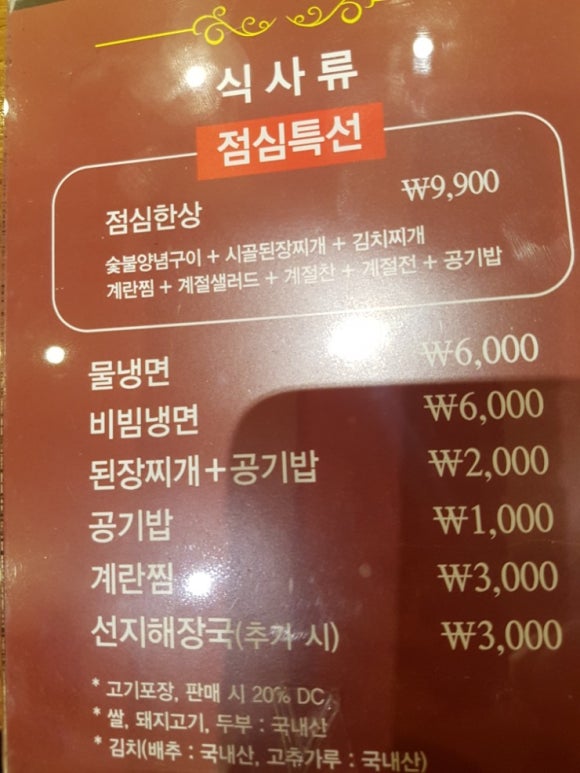 식사류
점심특선
점심한상 ₩9,900
숯불양념구이 + 시골된장찌개 + 김치찌개
계란찜 + 계절샐러드 + 계절찬 + 계절전 + 공기밥
물냉면 ₩6,000
비빔냉면 ₩6,000
된장찌개+공기밥 ₩2,000
공기밥 ₩1,000
계란찜 ₩3,000
선지해장국(추가 시) ₩3,000
* 고기포장, 판매 시 20% DC
* 쌀, 돼지고기, 두부 : 국내산
* 김치(배추 : 국내산, 고춧가루 : 국내산)